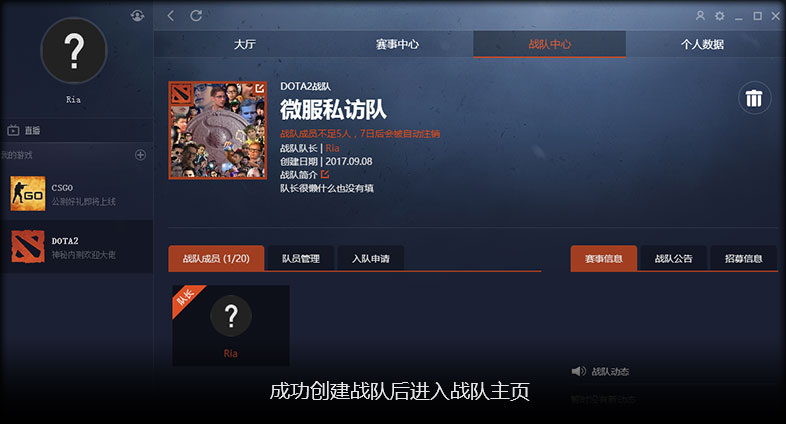 Ria
直播
我的游戏
CSGO
公测好礼即将上线
DOTA2
神秘内测欢迎大佬
大厅
赛事中心
战队中心
个人数据
DOTA2战队
微服私访队
战队成员不足5人，7日后会被自动注销
战队队长 | Ria
创建日期 | 2017.09.08
战队简介
队长很懒什么也没有填
战队成员 (1/20)
队员管理
入队申请
赛事信息
战队公告
招募信息
队长
Ria
战队动态
暂时没有新动态
成功创建战队后进入战队主页